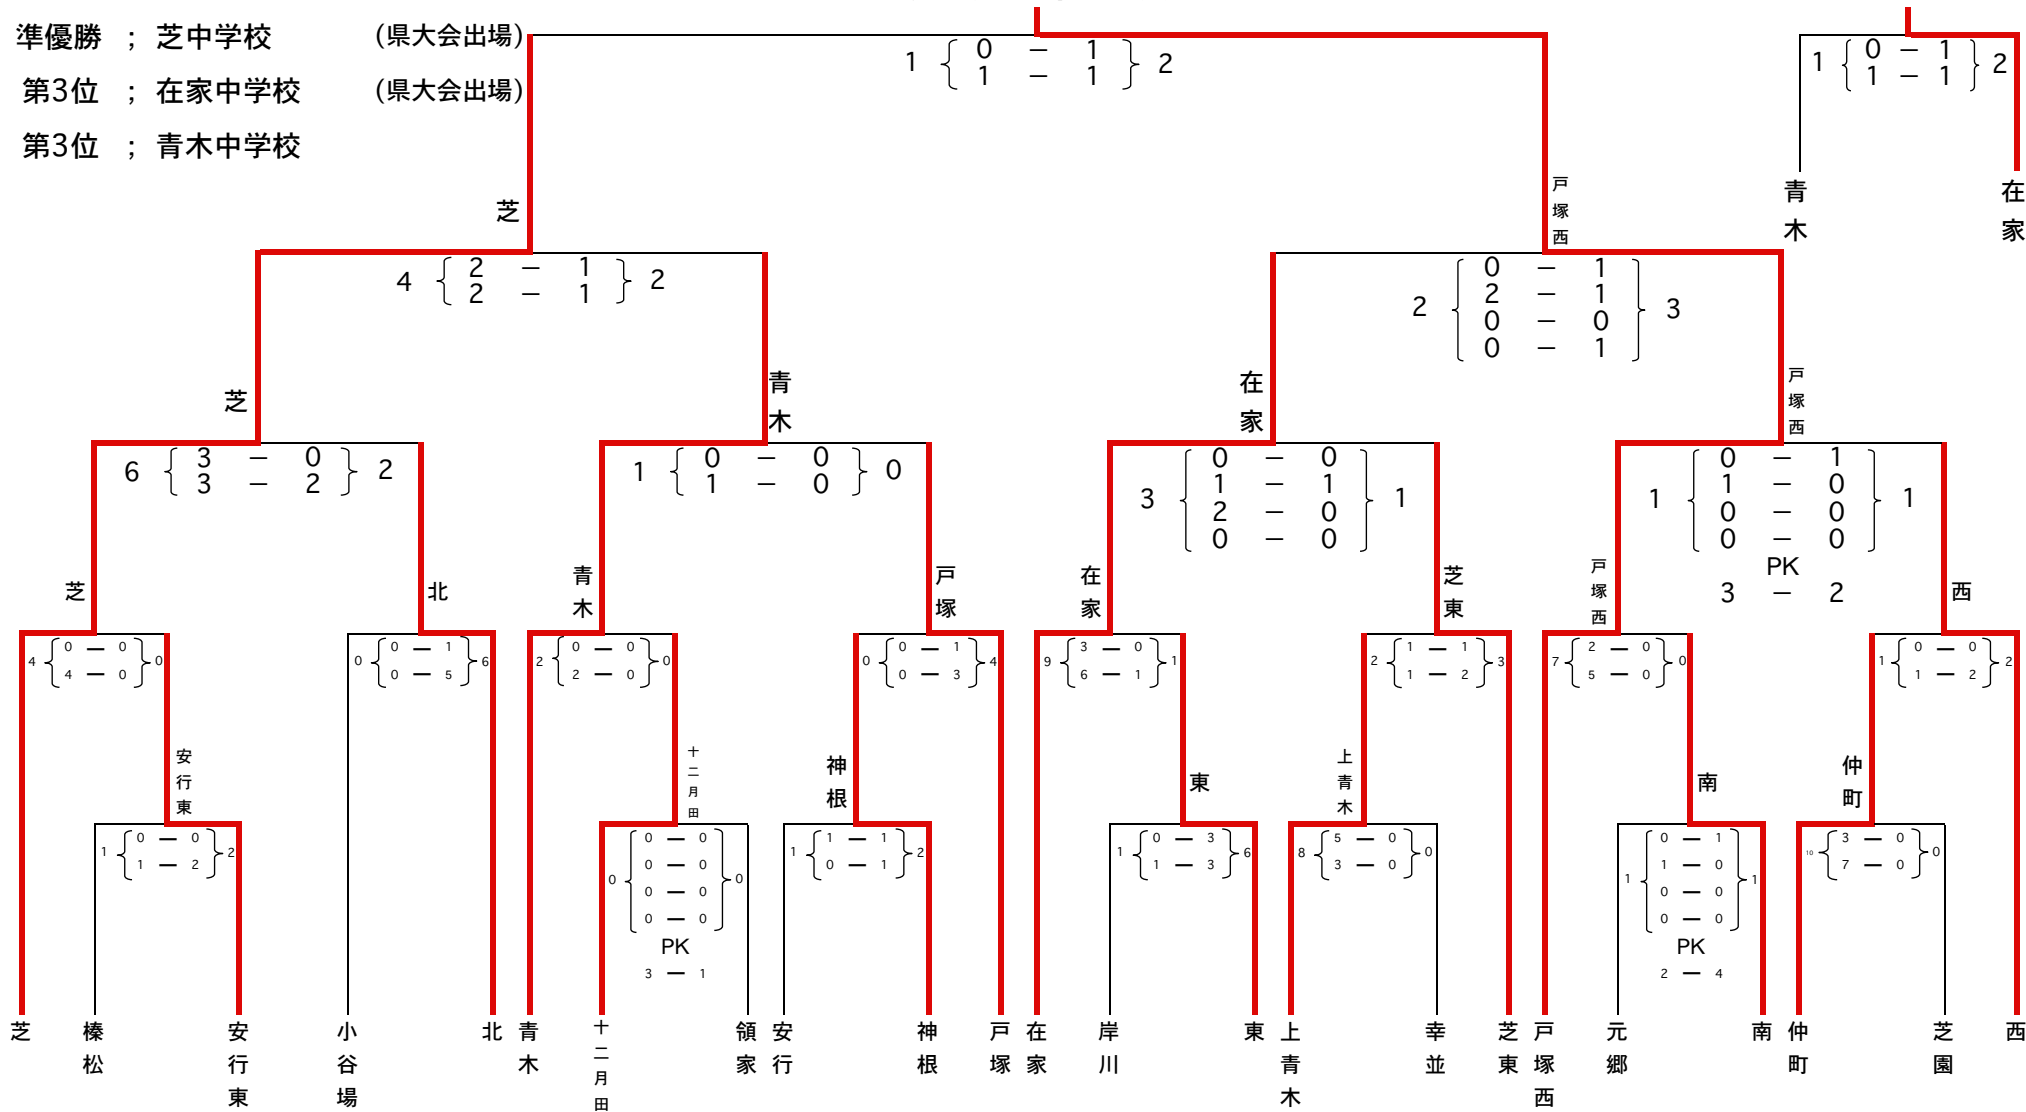 準優勝 ; 芝中学校 (県大会出場)
第3位 ; 在家中学校 (県大会出場)
第3位 ; 青木中学校
1 { 0 － 1 } 2
1 － 1
1 { 0 － 1 } 2
1 － 1
青木
在家
芝
戸塚西
4 { 2 － 1 } 2
2 － 1
2 { 0 － 1 } 3
2 － 1
0 － 0
0 － 1
芝
青木
在家
戸塚西
6 { 3 － 0 } 2
3 － 2
1 { 0 － 0 } 0
1 － 0
3 { 0 － 0 } 1
1 － 1
2 － 0
0 － 0
1 { 0 － 1 } 1
1 － 0
0 － 0
0 － 0
PK
3 － 2
芝
北
青木
戸塚
在家
芝東
戸塚西
西
4 { 0 － 0 } 0
4 － 0
0 { 0 － 1 } 6
0 － 5
2 { 0 － 0 } 0
2 － 0
0 { 0 － 1 } 4
0 － 3
9 { 3 － 0 } 1
6 － 1
2 { 1 － 1 } 3
1 － 2
7 { 2 － 0 } 0
5 － 0
1 { 0 － 0 } 2
1 － 2
安行東
十二月田
神根
東
上青木
南
仲町
1 { 0 － 0 } 2
1 － 2
0 { 0 － 0 } 0
0 － 0
0 － 0
0 － 0
PK
3 － 1
1 { 1 － 1 } 2
0 － 1
1 { 0 － 3 } 6
1 － 3
8 { 5 － 0 } 0
3 － 0
1 { 0 － 1 } 1
1 － 0
0 － 0
0 － 0
PK
2 － 4
10 { 3 － 0 } 0
7 － 0
芝
榛松
安行東
小谷場
北
青木
十二月田
領家
安行
神根
戸塚
在家
岸川
東
上青木
幸並
芝東
戸塚西
元郷
南
仲町
芝園
西